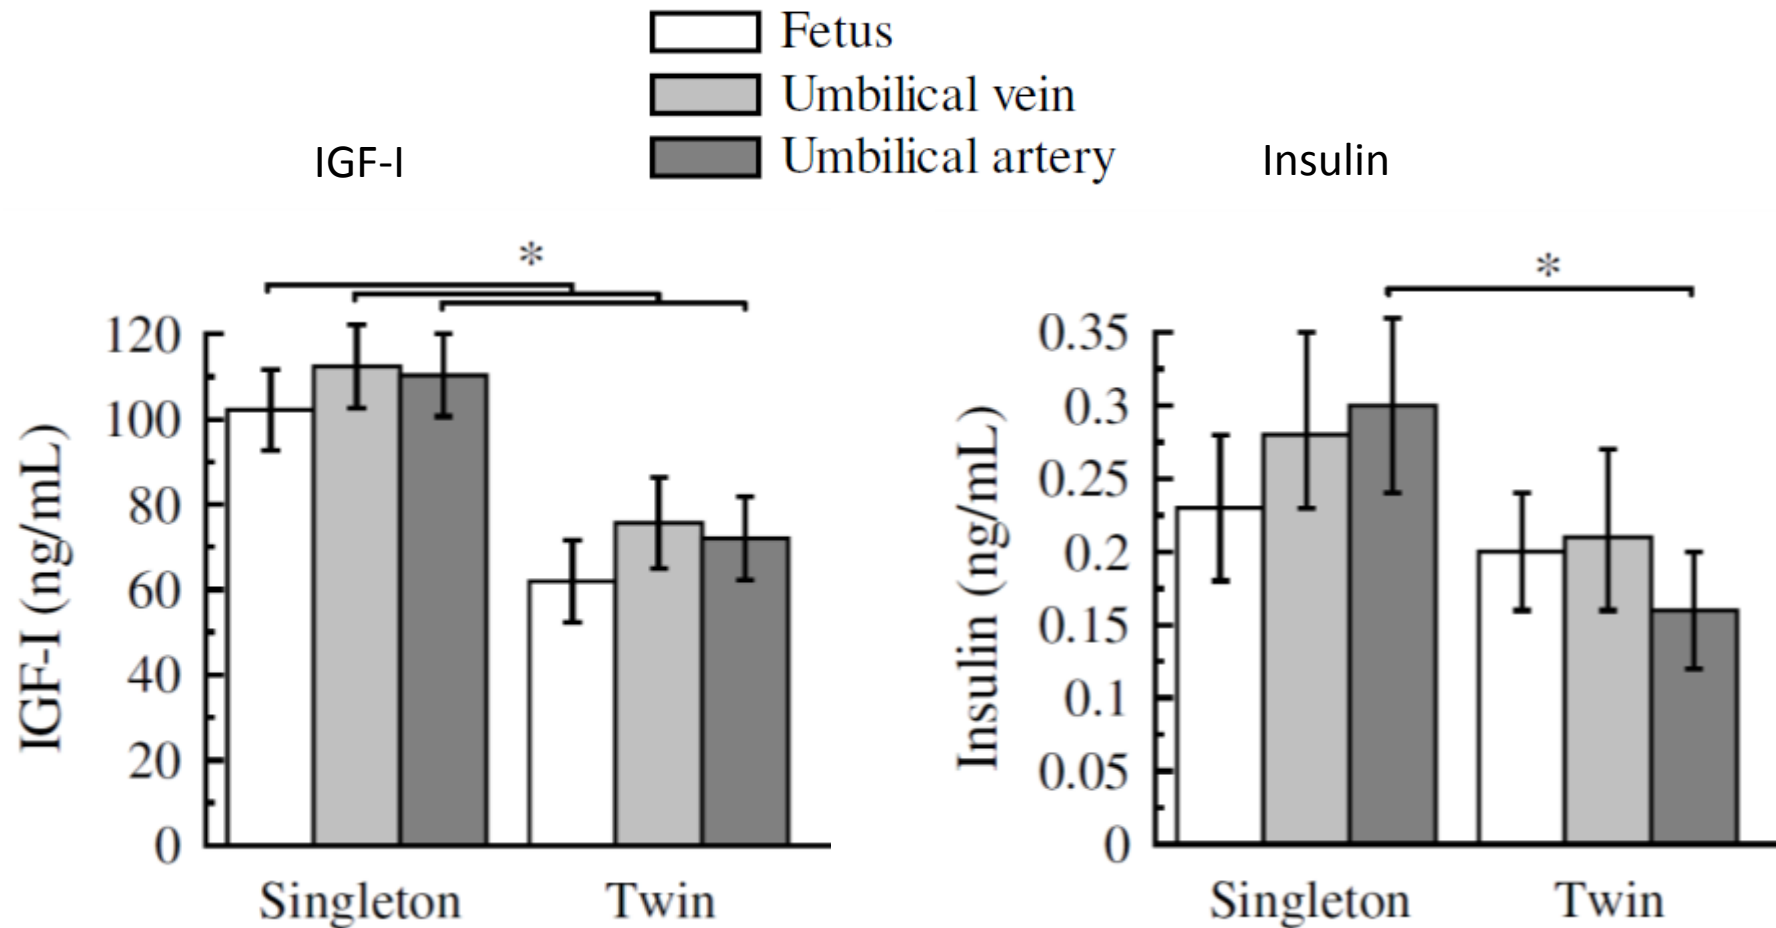 Fetus
Umbilical vein
Umbilical artery
IGF-I
Insulin
*
IGF-I (ng/mL)
120
100
80
60
40
20
0
Singleton Twin
*
Insulin (ng/mL)
0.35
0.3
0.25
0.2
0.15
0.1
0.05
0
Singleton Twin